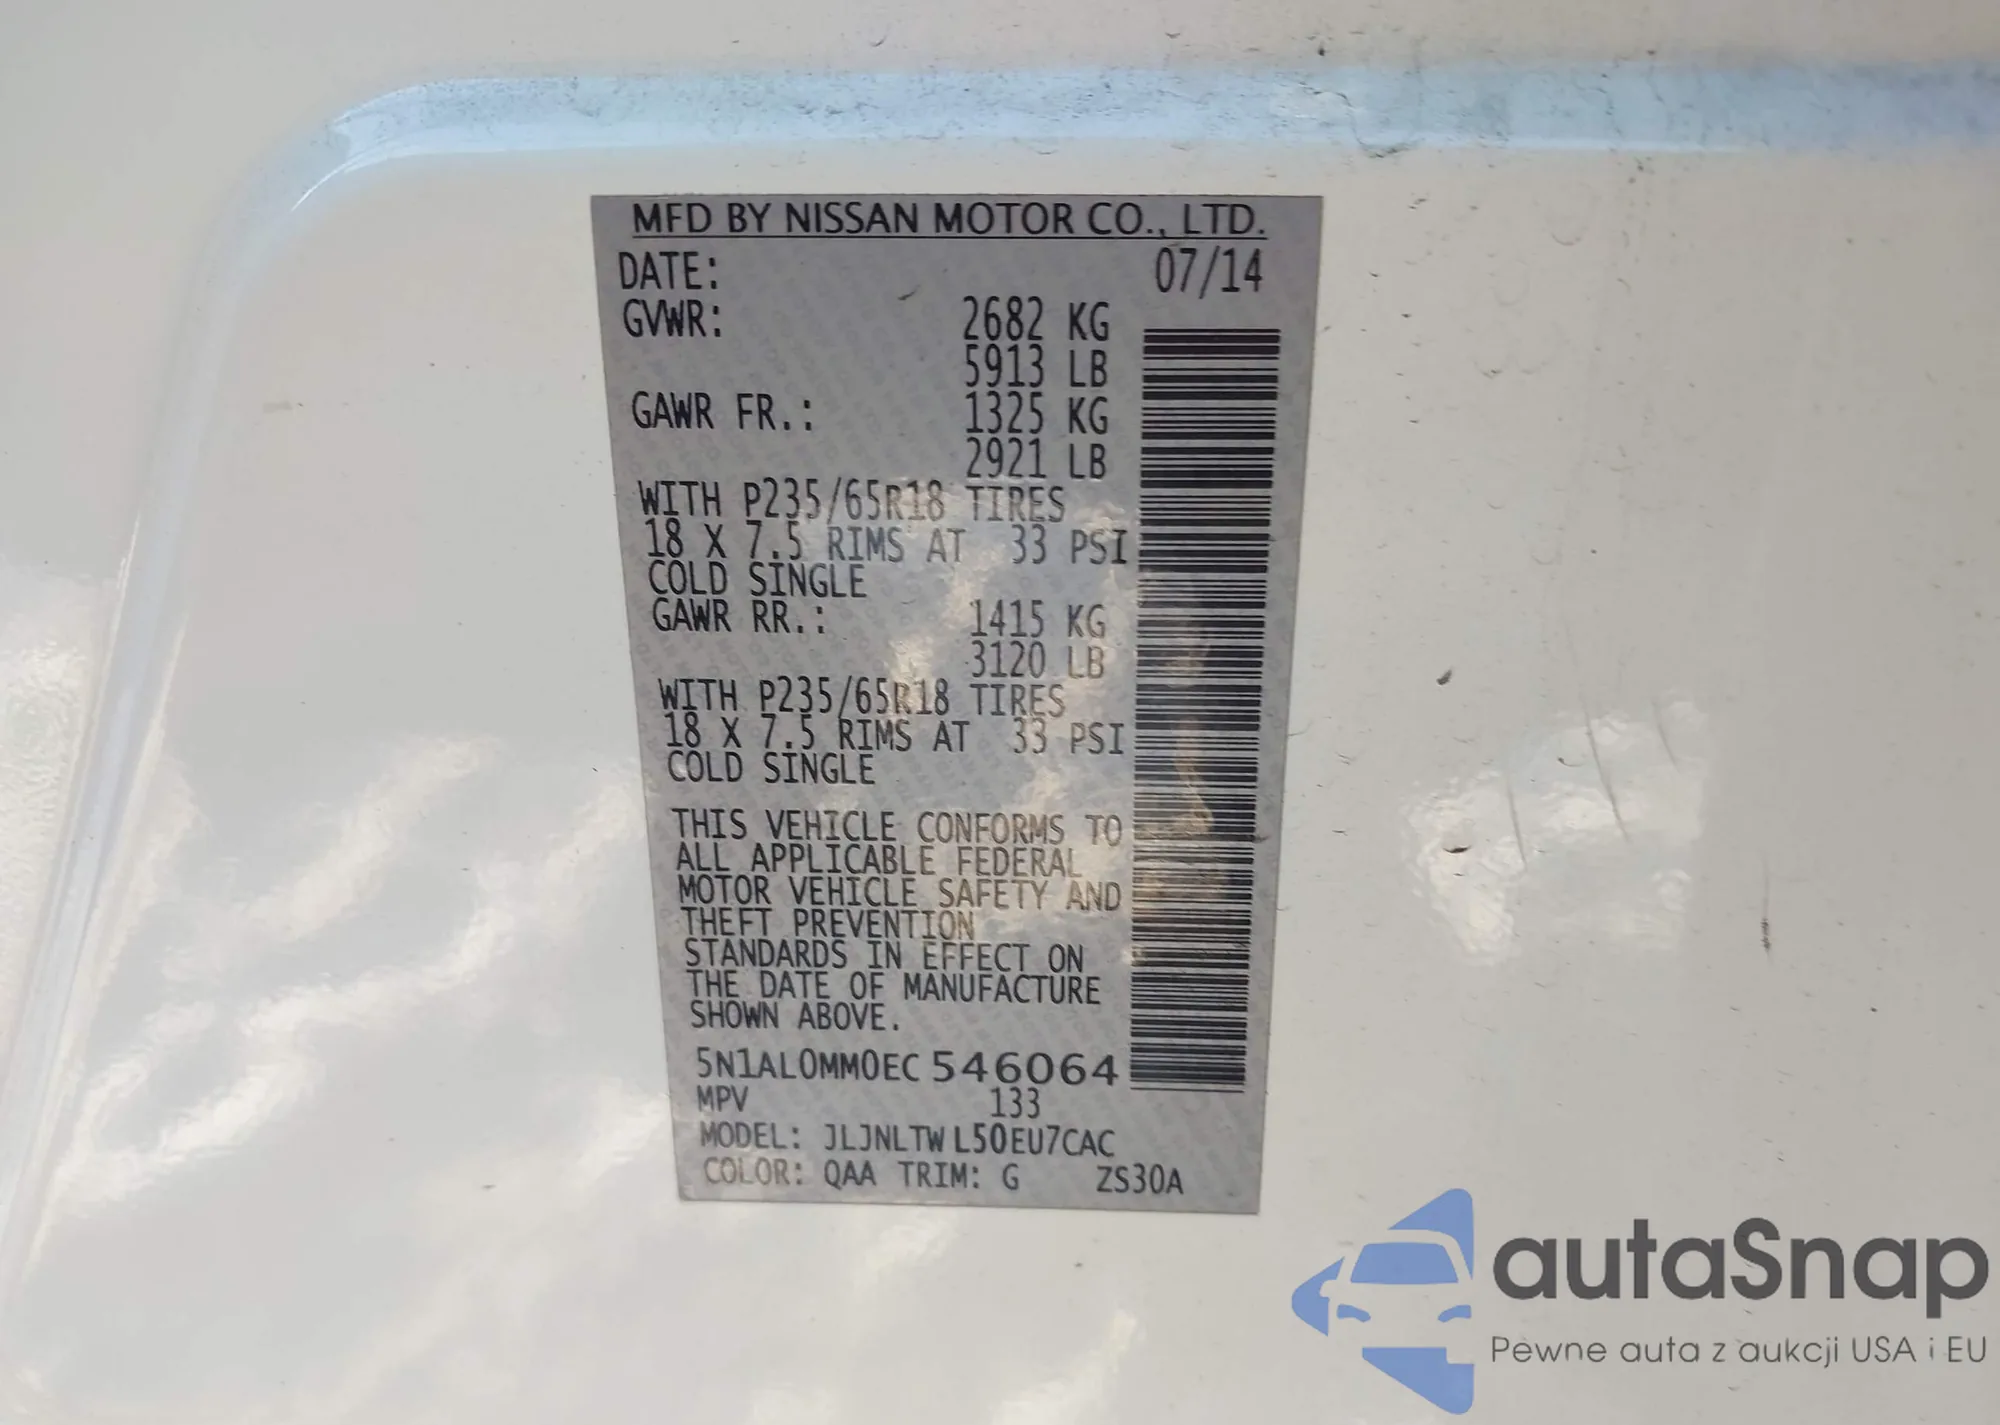 MFD BY NISSAN MOTOR CO., LTD.
DATE: 07/14
GVWR: 2682 KG
5913 LB
GAWR FR.: 1325 KG
2921 LB
WITH P235/65R18 TIRES
18 X 7.5 RIMS AT 33 PSI
COLD SINGLE
GAWR RR.: 1415 KG
3120 LB
WITH P235/65R18 TIRES
18 X 7.5 RIMS AT 33 PSI
COLD SINGLE
THIS VEHICLE CONFORMS TO
ALL APPLICABLE FEDERAL
MOTOR VEHICLE SAFETY AND
THEFT PREVENTION
STANDARDS IN EFFECT ON
THE DATE OF MANUFACTURE
SHOWN ABOVE.
5N1AL0MM0EC 546064
MPV 133
MODEL: JLJNLTW L50EU7CAC
COLOR: QAA TRIM: G ZS30A
autaSnap
Pewne auta z aukcji USA i EU